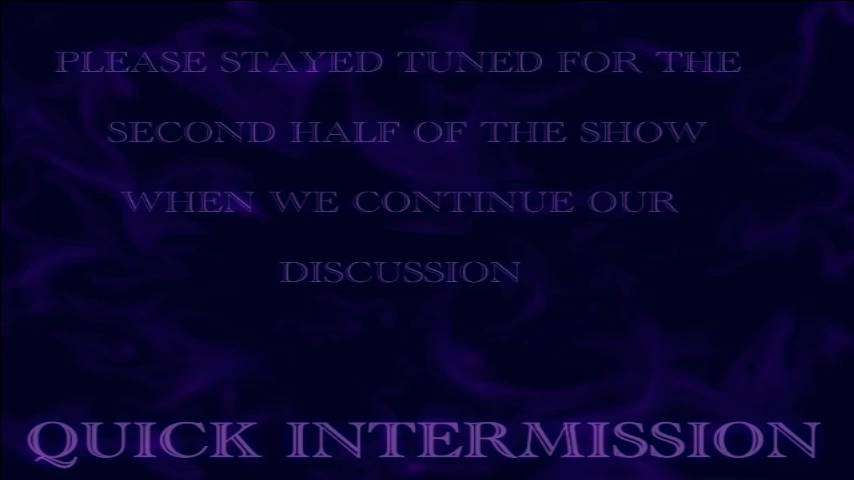 PLEASE STAYED TUNED FOR THE
SECOND HALF OF THE SHOW
WHEN WE CONTINUE OUR
DISCUSSION
QUICK INTERMISSION